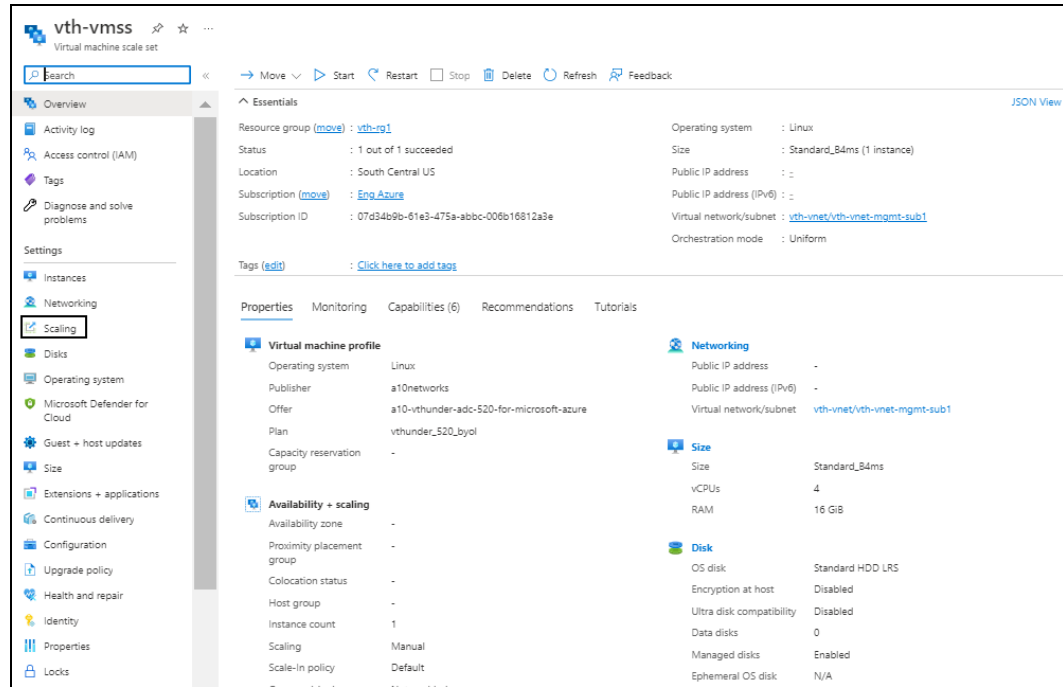 vth-vmss
Virtual machine scale set
Search
Overview
Activity log
Access control (IAM)
Tags
Diagnose and solve
problems
Settings
Instances
Networking
Scaling
Disks
Operating system
Microsoft Defender for
Cloud
Guest + host updates
Size
Extensions + applications
Continuous delivery
Configuration
Upgrade policy
Health and repair
Identity
Properties
Locks
Move Start Restart Stop Delete Refresh Feedback
Essentials JSON View
Resource group (move) : vth-rg1
Status : 1 out of 1 succeeded
Location : South Central US
Subscription (move) : Eng Azure
Subscription ID : 07d34b9b-61e3-475a-abbc-006b16812a3e
Operating system : Linux
Size : Standard_B4ms (1 instance)
Public IP address : -
Public IP address (IPv6) : -
Virtual network/subnet : vth-vnet/vth-vnet-mgmt-sub1
Orchestration mode : Uniform
Tags (edit) : Click here to add tags
Properties Monitoring Capabilities (6) Recommendations Tutorials
Virtual machine profile
Operating system Linux
Publisher a10networks
Offer a10-vthunder-adc-520-for-microsoft-azure
Plan vthunder_520_byol
Capacity reservation -
group
Availability + scaling
Availability zone -
Proximity placement -
group
Colocation status -
Host group -
Instance count 1
Scaling Manual
Scale-In policy Default
Networking
Public IP address -
Public IP address (IPv6) -
Virtual network/subnet vth-vnet/vth-vnet-mgmt-sub1
Size
Size Standard_B4ms
vCPUs 4
RAM 16 GiB
Disk
OS disk Standard HDD LRS
Encryption at host Disabled
Ultra disk compatibility Disabled
Data disks 0
Managed disks Enabled
Ephemeral OS disk N/A